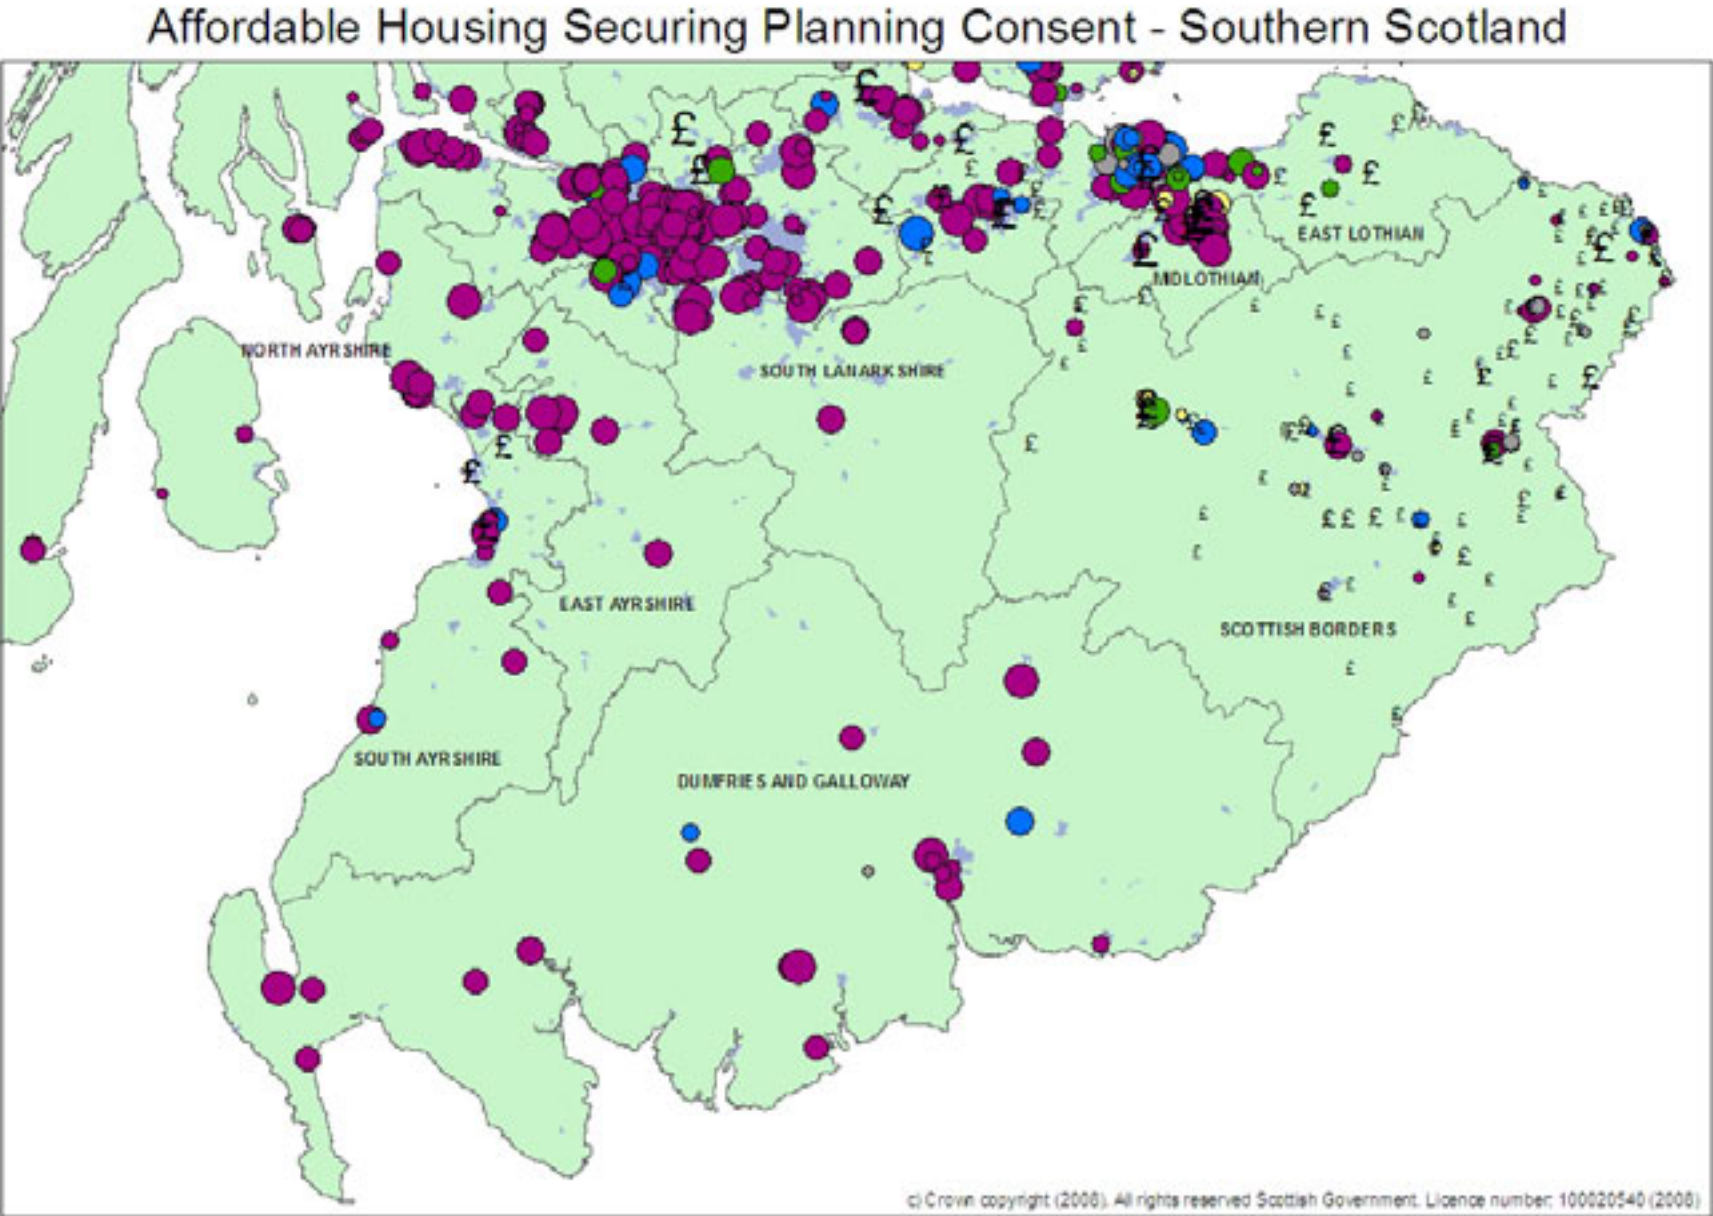 Affordable Housing Securing Planning Consent - Southern Scotland
EAST LOTHIAN
MIDLOTHIAN
NORTH AYRSHIRE
SOUTH LANARKSHIRE
EAST AYRSHIRE
SCOTTISH BORDERS
SOUTH AYRSHIRE
DUMFRIES AND GALLOWAY
c) Crown copyright (2008). All rights reserved Scottish Government. Licence number: 100020540 (2008)